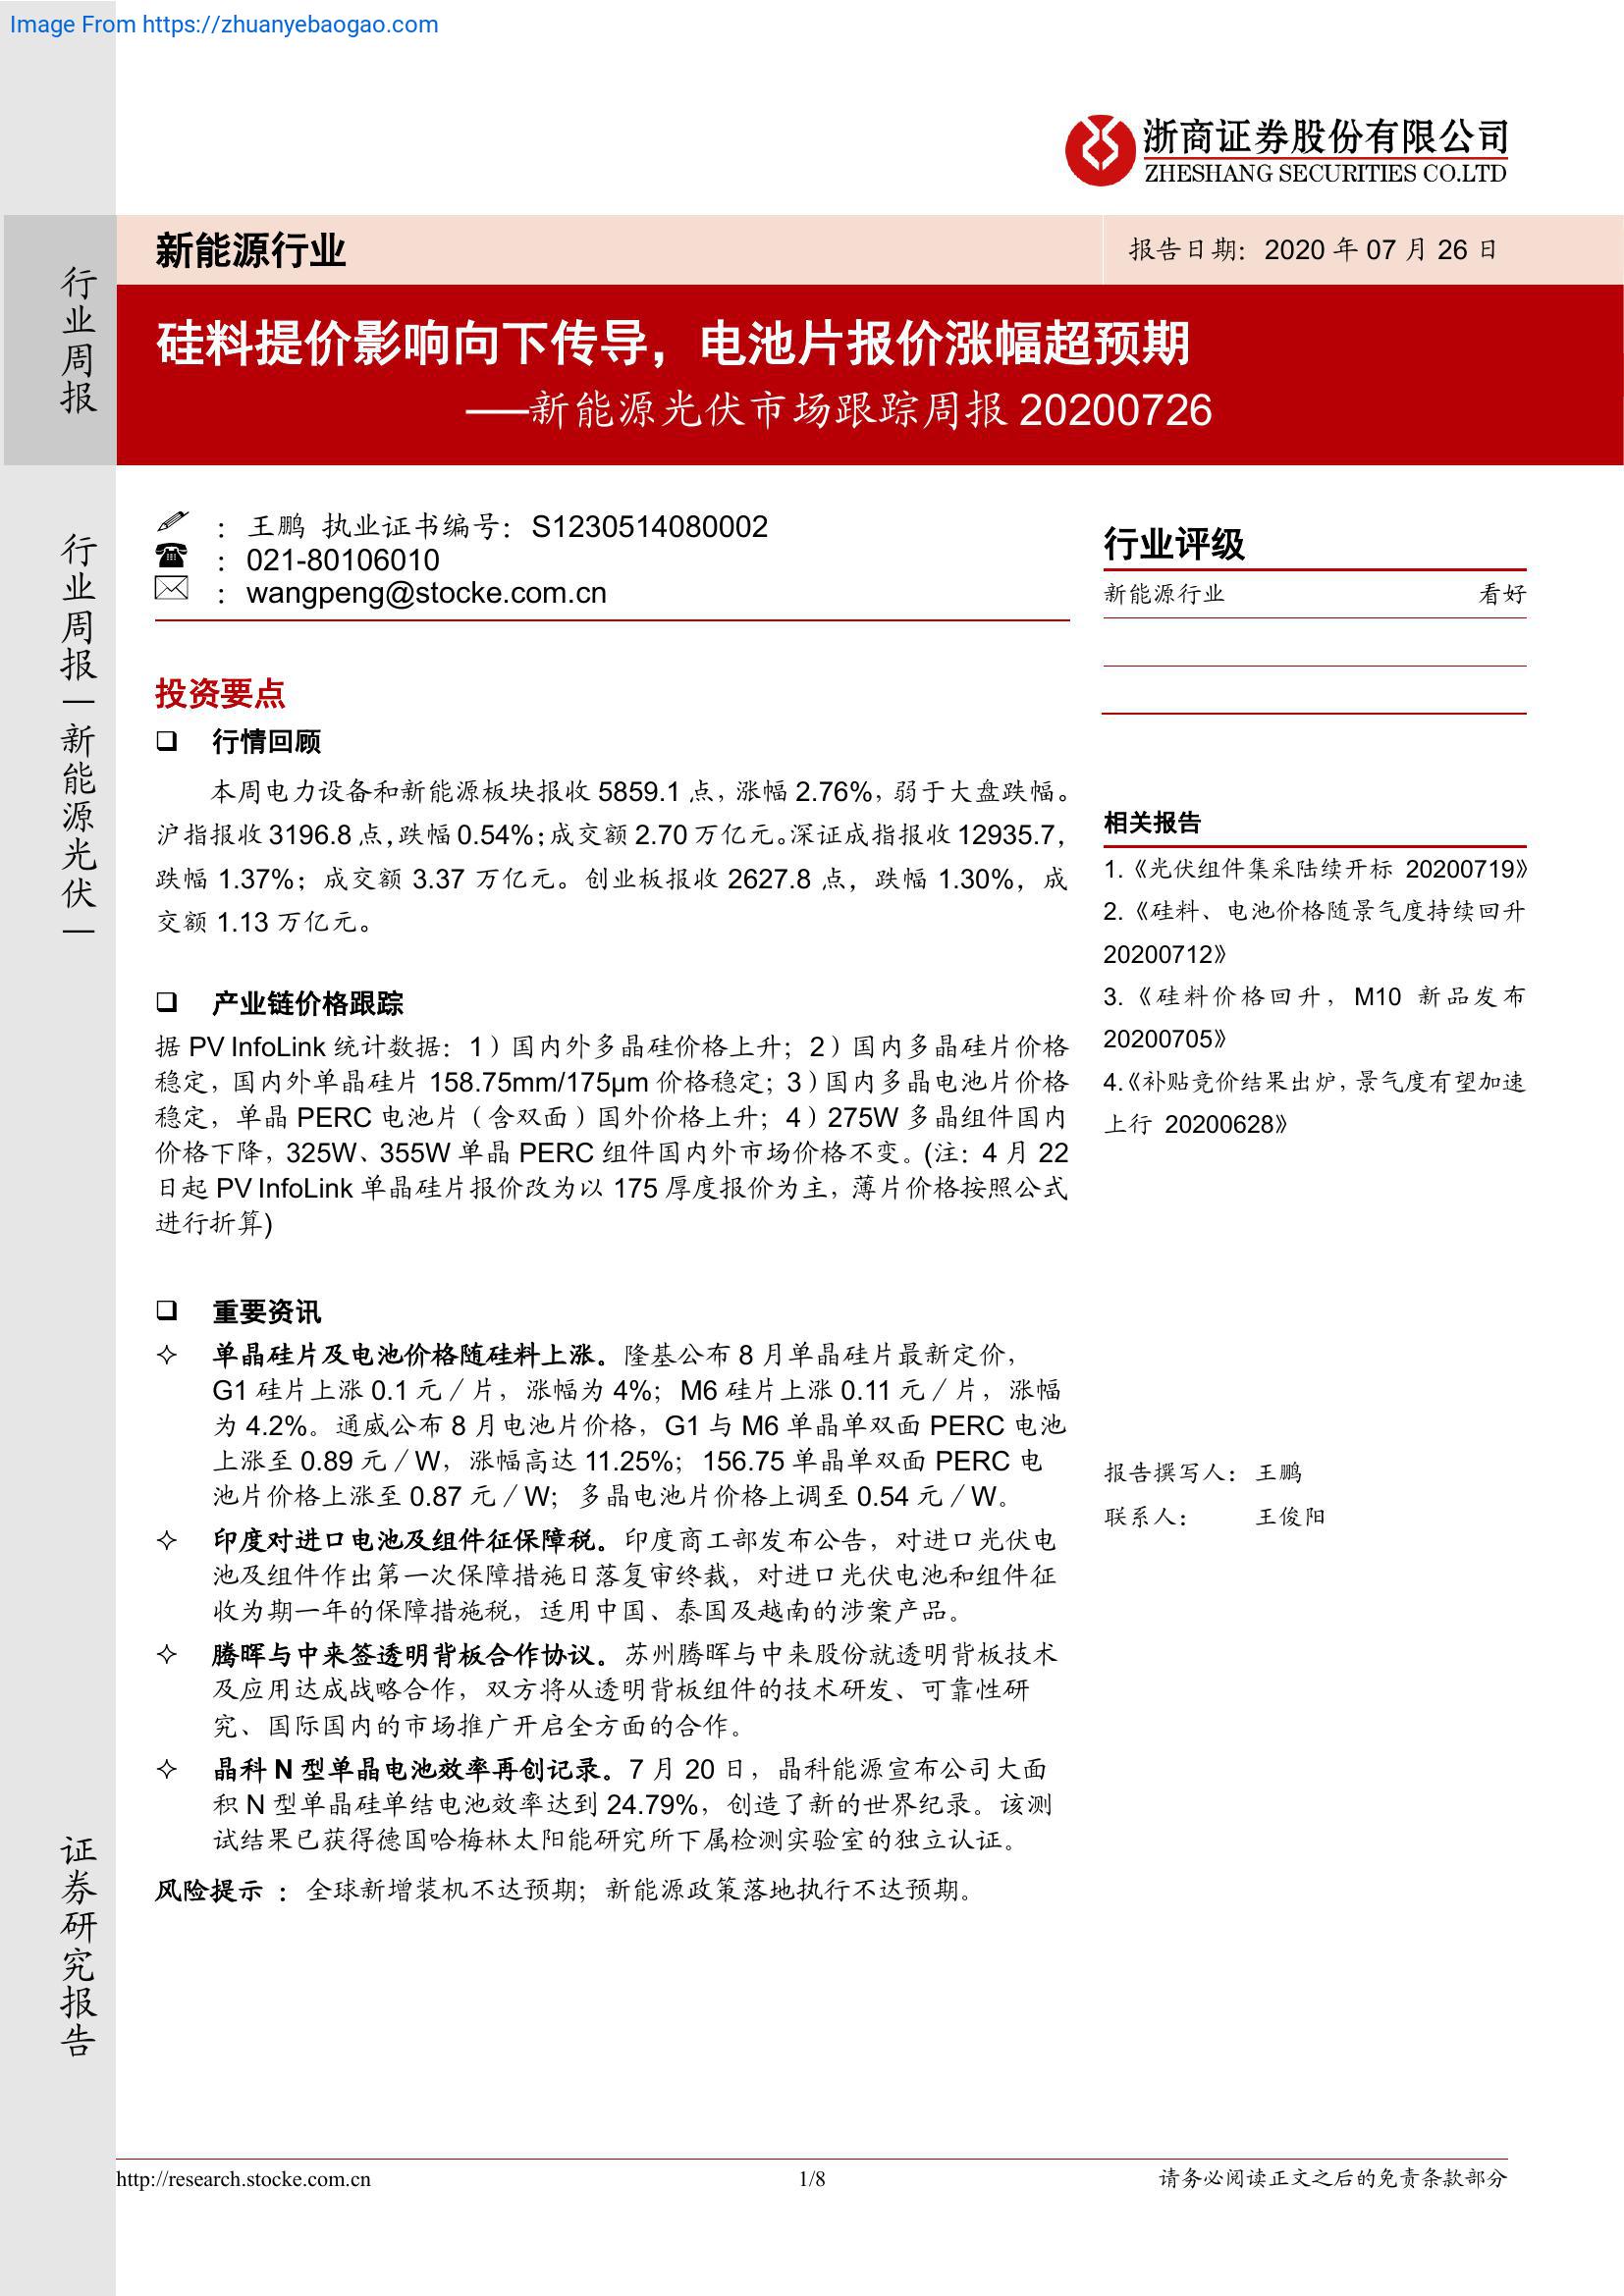 Image From https://zhuanyebaogao.com
浙商证券股份有限公司
ZHESHANG SECURITIES CO.LTD
行业周报
新能源行业
报告日期：2020 年 07 月 26 日
硅料提价影响向下传导，电池片报价涨幅超预期
——新能源光伏市场跟踪周报 20200726
行业周报—新能源光伏—
：王鹏 执业证书编号：S1230514080002
：021-80106010
：wangpeng@stocke.com.cn
投资要点
❑ 行情回顾
本周电力设备和新能源板块报收 5859.1 点，涨幅 2.76%，弱于大盘跌幅。
沪指报收 3196.8 点，跌幅 0.54%；成交额 2.70 万亿元。深证成指报收 12935.7，
跌幅 1.37%；成交额 3.37 万亿元。创业板报收 2627.8 点，跌幅 1.30%，成
交额 1.13 万亿元。
❑ 产业链价格跟踪
据 PV InfoLink 统计数据：1）国内外多晶硅价格上升；2）国内多晶硅片价格
稳定，国内外单晶硅片 158.75mm/175μm 价格稳定；3）国内多晶电池片价格
稳定，单晶 PERC 电池片（含双面）国外价格上升；4）275W 多晶组件国内
价格下降，325W、355W 单晶 PERC 组件国内外市场价格不变。(注：4 月 22
日起 PV InfoLink 单晶硅片报价改为以 175 厚度报价为主，薄片价格按照公式
进行折算)
❑ 重要资讯
✧ 单晶硅片及电池价格随硅料上涨。隆基公布 8 月单晶硅片最新定价，
G1 硅片上涨 0.1 元／片，涨幅为 4%；M6 硅片上涨 0.11 元／片，涨幅
为 4.2%。通威公布 8 月电池片价格，G1 与 M6 单晶单双面 PERC 电池
上涨至 0.89 元／W，涨幅高达 11.25%；156.75 单晶单双面 PERC 电
池片价格上涨至 0.87 元／W；多晶电池片价格上调至 0.54 元／W。
✧ 印度对进口电池及组件征保障税。印度商工部发布公告，对进口光伏电
池及组件作出第一次保障措施日落复审终裁，对进口光伏电池和组件征
收为期一年的保障措施税，适用中国、泰国及越南的涉案产品。
✧ 腾晖与中来签透明背板合作协议。苏州腾晖与中来股份就透明背板技术
及应用达成战略合作，双方将从透明背板组件的技术研发、可靠性研
究、国际国内的市场推广开启全方面的合作。
✧ 晶科 N 型单晶电池效率再创记录。7 月 20 日，晶科能源宣布公司大面
积 N 型单晶硅单结电池效率达到 24.79%，创造了新的世界纪录。该测
试结果已获得德国哈梅林太阳能研究所下属检测实验室的独立认证。
风险提示 ：全球新增装机不达预期；新能源政策落地执行不达预期。
行业评级
新能源行业 看好
相关报告
1.《光伏组件集采陆续开标 20200719》
2.《硅料、电池价格随景气度持续回升
20200712》
3.《硅料价格回升，M10 新品发布
20200705》
4.《补贴竞价结果出炉，景气度有望加速
上行 20200628》
报告撰写人：王鹏
联系人： 王俊阳
证券研究报告
http://research.stocke.com.cn
1/8
请务必阅读正文之后的免责条款部分